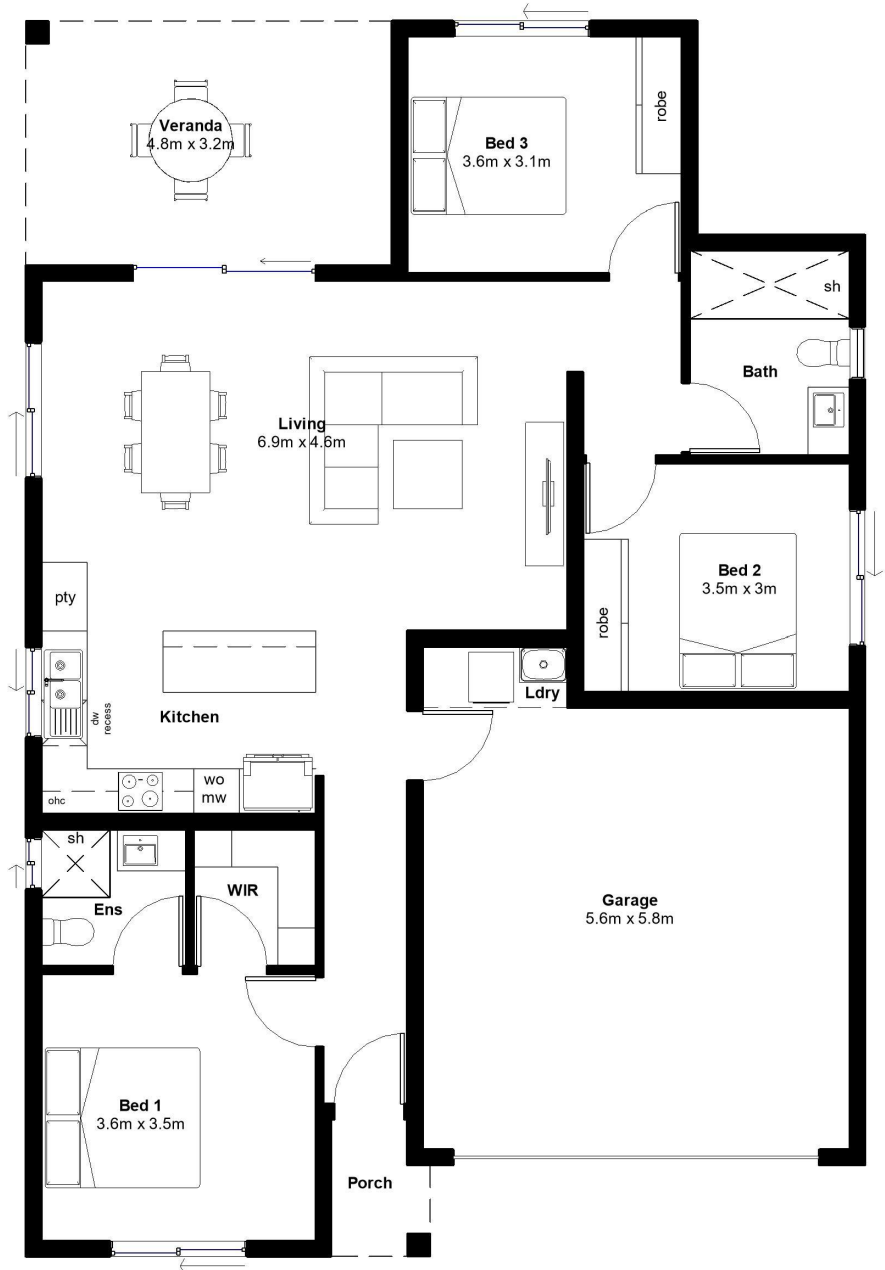 Veranda
4.8m x 3.2m
Bed 3
3.6m x 3.1m
robe
sh
Bath
Living
6.9m x 4.6m
Bed 2
3.5m x 3m
robe
pty
Ldry
dw
recess
Kitchen
wo
mw
ohc
sh
Ens
WIR
Garage
5.6m x 5.8m
Bed 1
3.6m x 3.5m
Porch